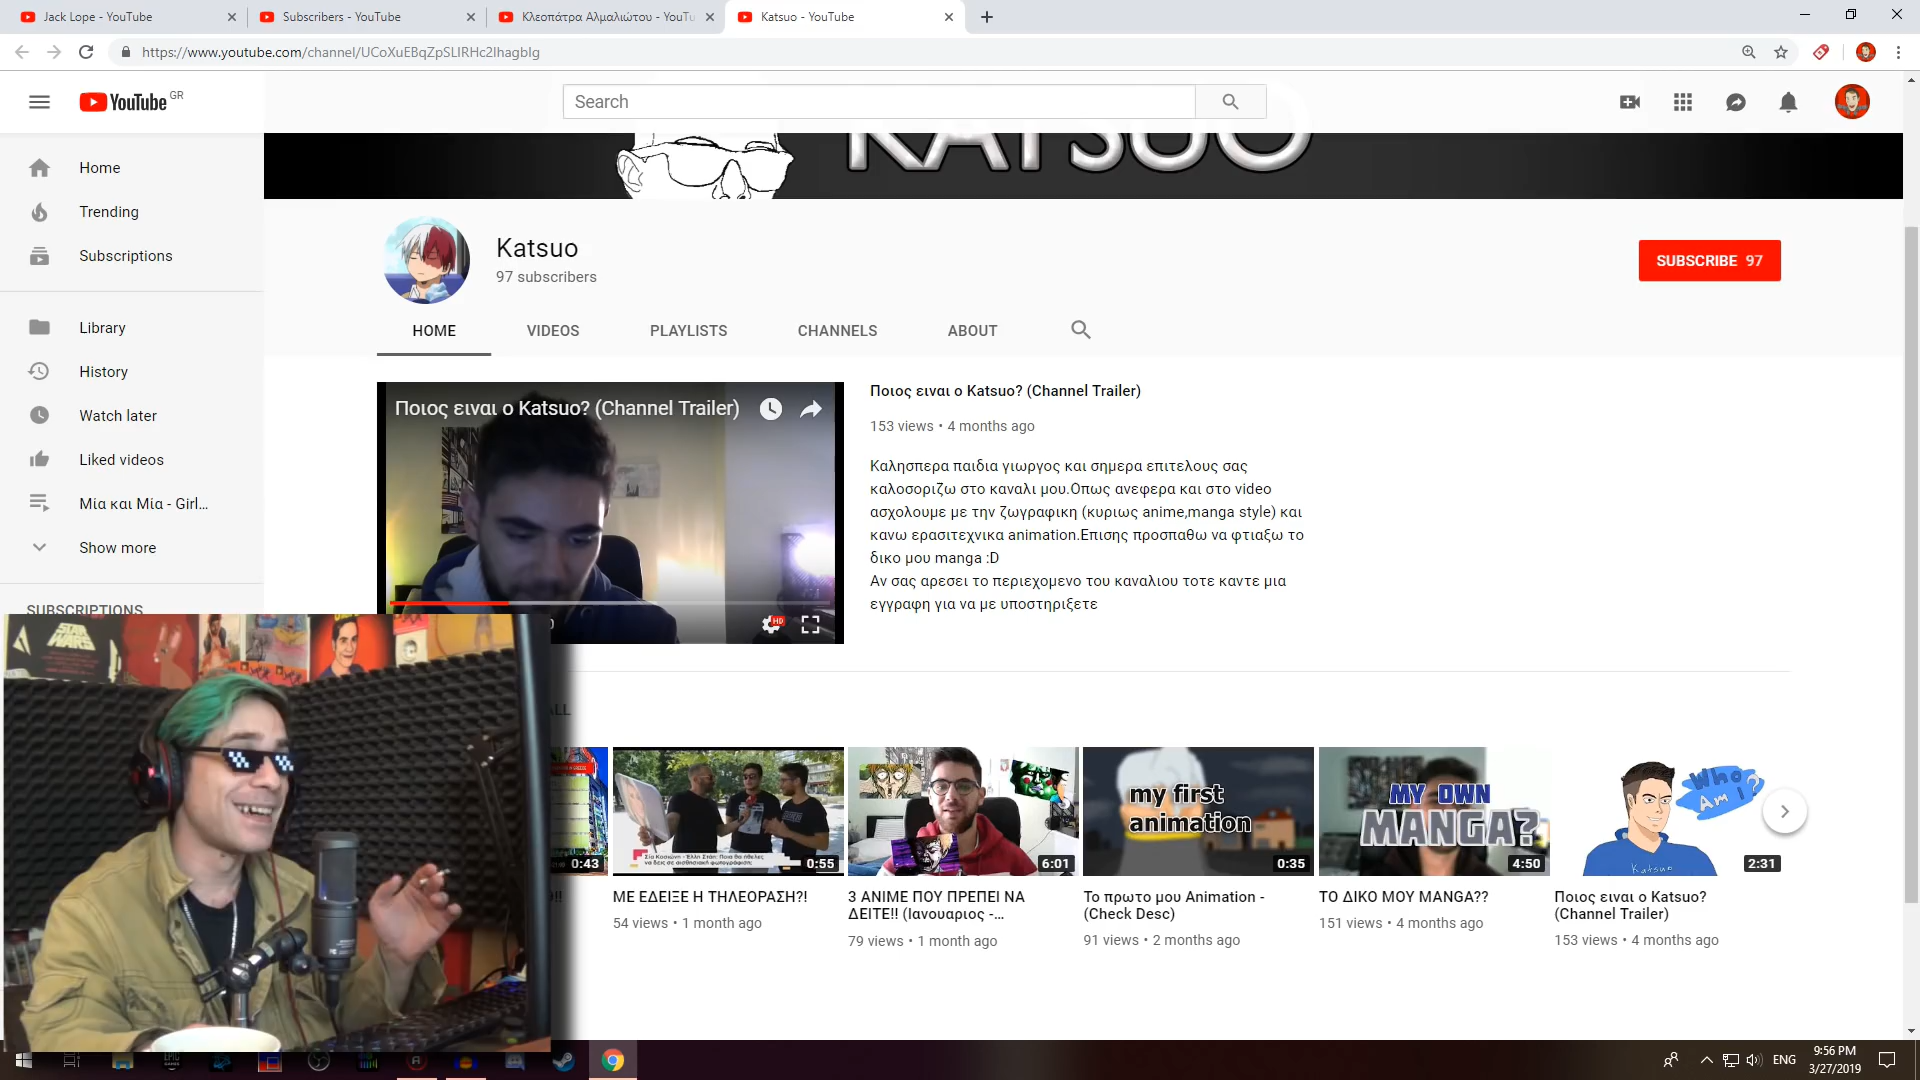 Jack Lope - YouTube
Subscribers - YouTube
Κλεοπάτρα Αλμαλιώτου - YouTu
Katsuo - YouTube
https://www.youtube.com/channel/UCoXuEBqZpSLIRHc2lhagbIg
YouTube GR
Search
KATSUO
Home
Trending
Subscriptions
Library
History
Watch later
Liked videos
Μία και Μία - Girl...
Show more
SUBSCRIPTIONS
Katsuo
97 subscribers
SUBSCRIBE 97
HOME
VIDEOS
PLAYLISTS
CHANNELS
ABOUT
Ποιος ειναι ο Katsuo? (Channel Trailer)
HD
Ποιος ειναι ο Katsuo? (Channel Trailer)
153 views • 4 months ago
Καλησπερα παιδια γιωργος και σημερα επιτελους σας
καλοσοριζω στο καναλι μου.Οπως ανεφερα και στο video
ασχολουμε με την ζωγραφικη (κυριως anime,manga style) και
κανω ερασιτεχνικα animation.Επισης προσπαθω να φτιαξω το
δικο μου manga :D
Αν σας αρεσει το περιεχομενο του καναλιου τοτε καντε μια
εγγραφη για να με υποστηριξετε
STAR
WARS
0:43
0:55
ΜΕ ΕΔΕΙΞΕ Η ΤΗΛΕΟΡΑΣΗ?!
54 views • 1 month ago
6:01
3 ANIME ΠΟΥ ΠΡΕΠΕΙ ΝΑ
ΔΕΙΤΕ!! (Ιανουαριος -...
79 views • 1 month ago
my first
animation
0:35
Το πρωτο μου Animation -
(Check Desc)
91 views • 2 months ago
MY OWN
MANGA?
4:50
ΤΟ ΔΙΚΟ ΜΟΥ MANGA??
151 views • 4 months ago
Who
Am I?
Katsuo
2:31
Ποιος ειναι ο Katsuo?
(Channel Trailer)
153 views • 4 months ago
ENG
9:56 PM
3/27/2019